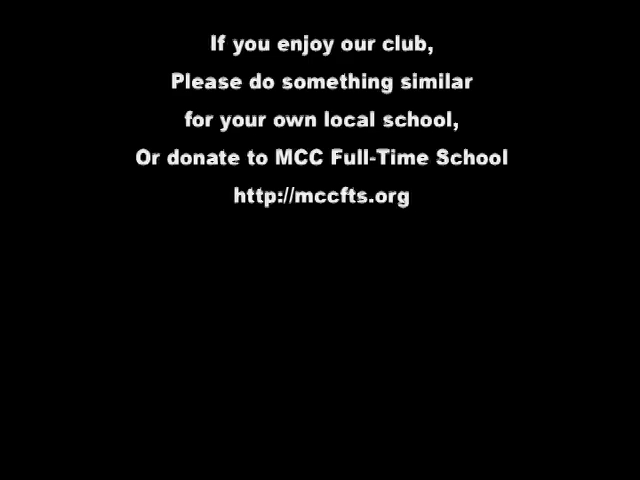 If you enjoy our club,
Please do something similar
for your own local school,
Or donate to MCC Full-Time School
http://mccfts.org